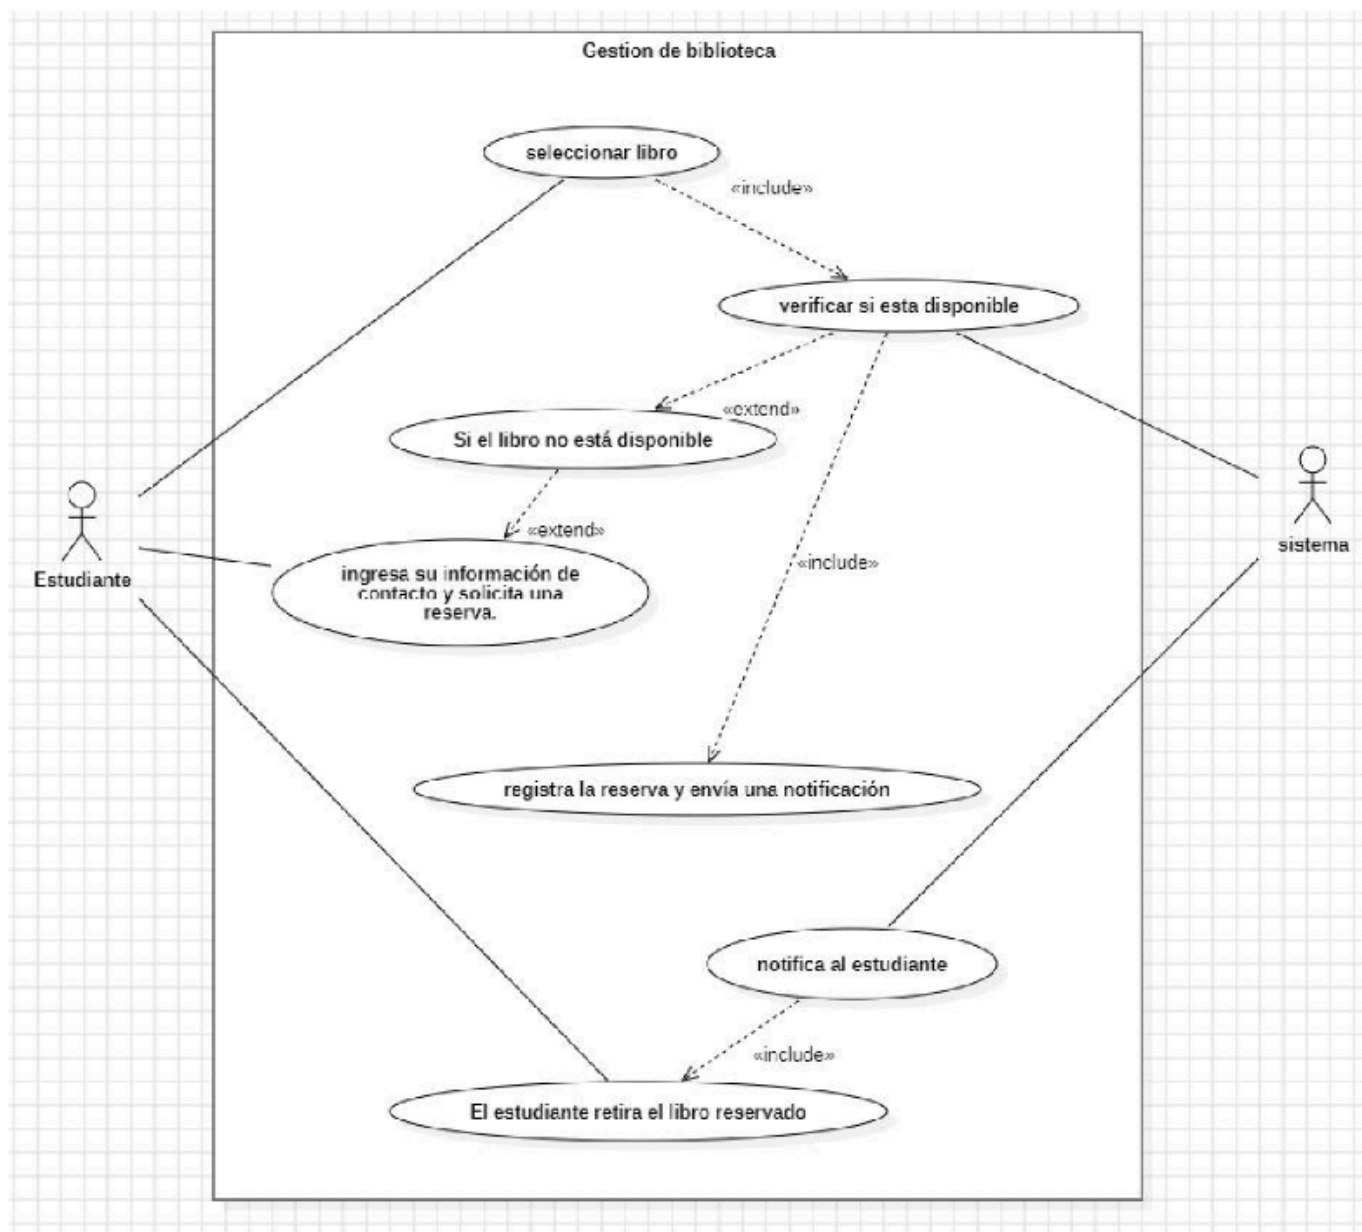 Gestion de biblioteca
seleccionar libro
«include»
verificar si esta disponible
«extend»
Si el libro no está disponible
«extend»
ingresa su información de
contacto y solicita una
reserva.
Estudiante
sistema
«include»
registra la reserva y envía una notificación
notifica al estudiante
«include»
El estudiante retira el libro reservado